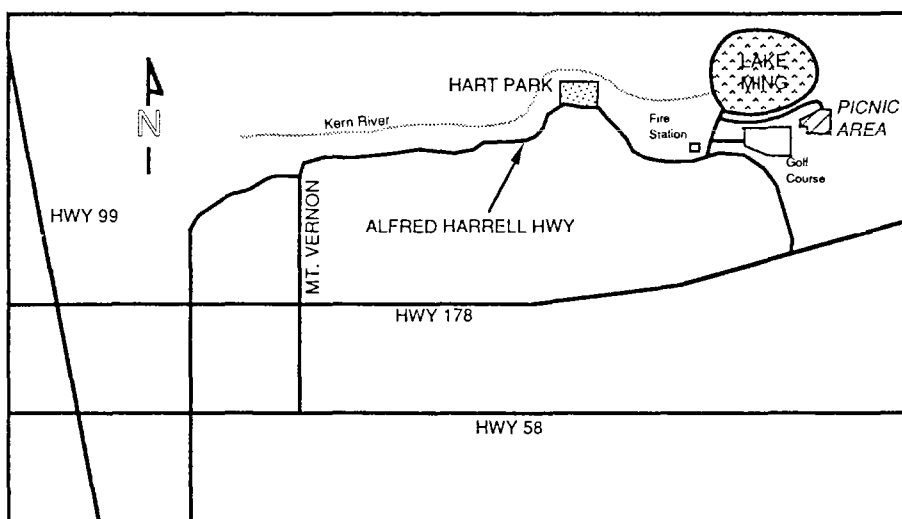 LAKE
MING
HART PARK
PICNIC
AREA
Kern River
Fire
Station
N
Golf
Course
HWY 99
ALFRED HARRELL HWY
MT. VERNON
HWY 178
HWY 58